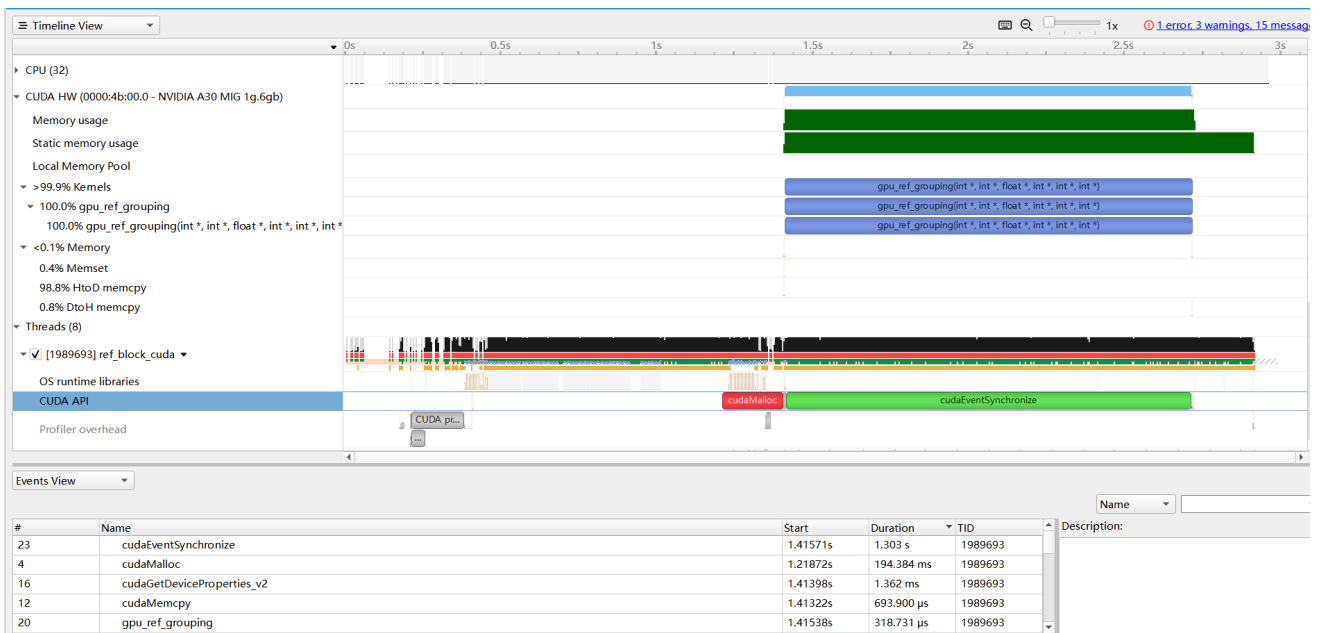 Timeline View
1x
1 error, 3 warnings, 15 message
0s 0.5s 1s 1.5s 2s 2.5s 3s
CPU (32)
CUDA HW (0000:4b:00.0 - NVIDIA A30 MIG 1g.6gb)
Memory usage
Static memory usage
Local Memory Pool
>99.9% Kernels
gpu_ref_grouping(int *, int *, float *, int *, int *, int *)
100.0% gpu_ref_grouping
gpu_ref_grouping(int *, int *, float *, int *, int *, int *)
100.0% gpu_ref_grouping(int *, int *, float *, int *, int *, int *
gpu_ref_grouping(int *, int *, float *, int *, int *, int *)
<0.1% Memory
0.4% Memset
98.8% HtoD memcpy
0.8% DtoH memcpy
Threads (8)
[1989693] ref_block_cuda
OS runtime libraries
CUDA API
cudaMalloc
cudaEventSynchronize
Profiler overhead
CUDA pr...
...
Events View
Name
# Name Start Duration TID Description:
23 cudaEventSynchronize 1.41571s 1.303 s 1989693
4 cudaMalloc 1.21872s 194.384 ms 1989693
16 cudaGetDeviceProperties_v2 1.41398s 1.362 ms 1989693
12 cudaMemcpy 1.41322s 693.900 μs 1989693
20 gpu_ref_grouping 1.41538s 318.731 μs 1989693